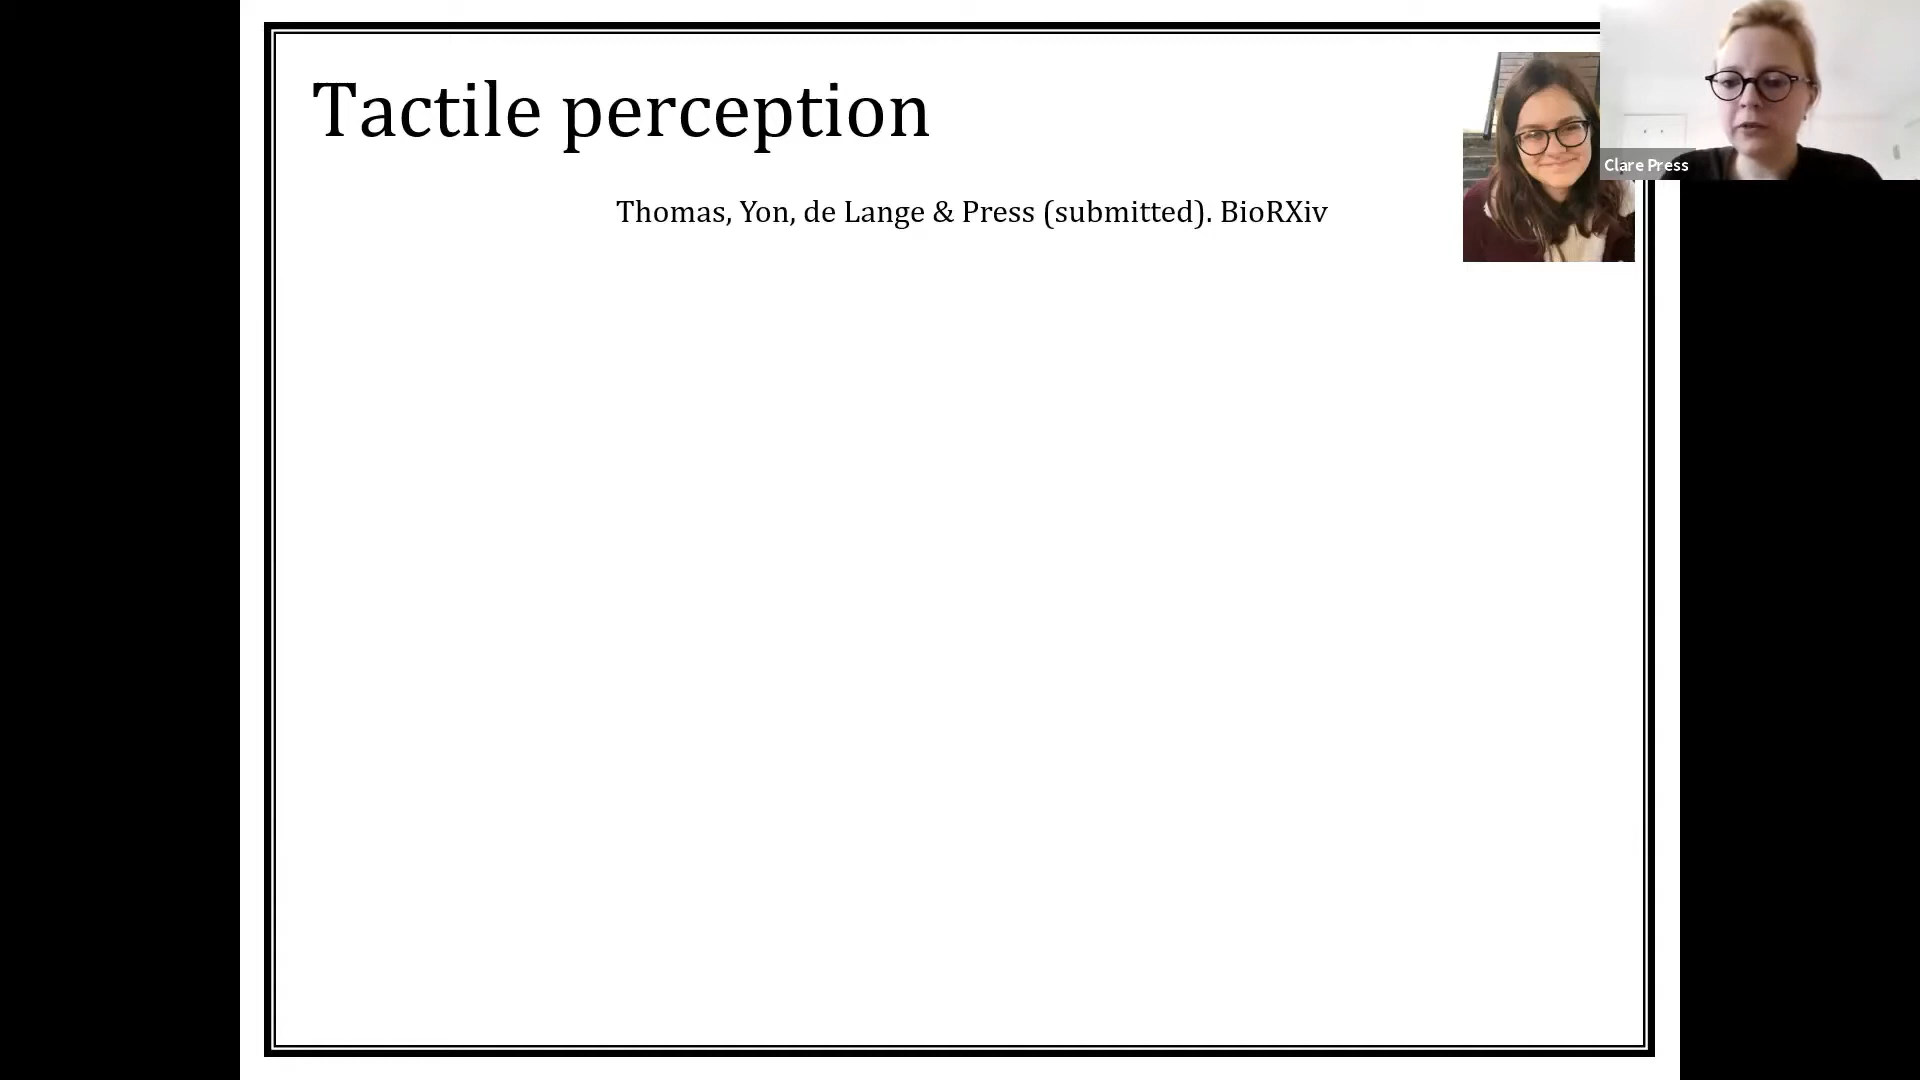 Tactile perception
Clare Press
Thomas, Yon, de Lange & Press (submitted). BioRXiv